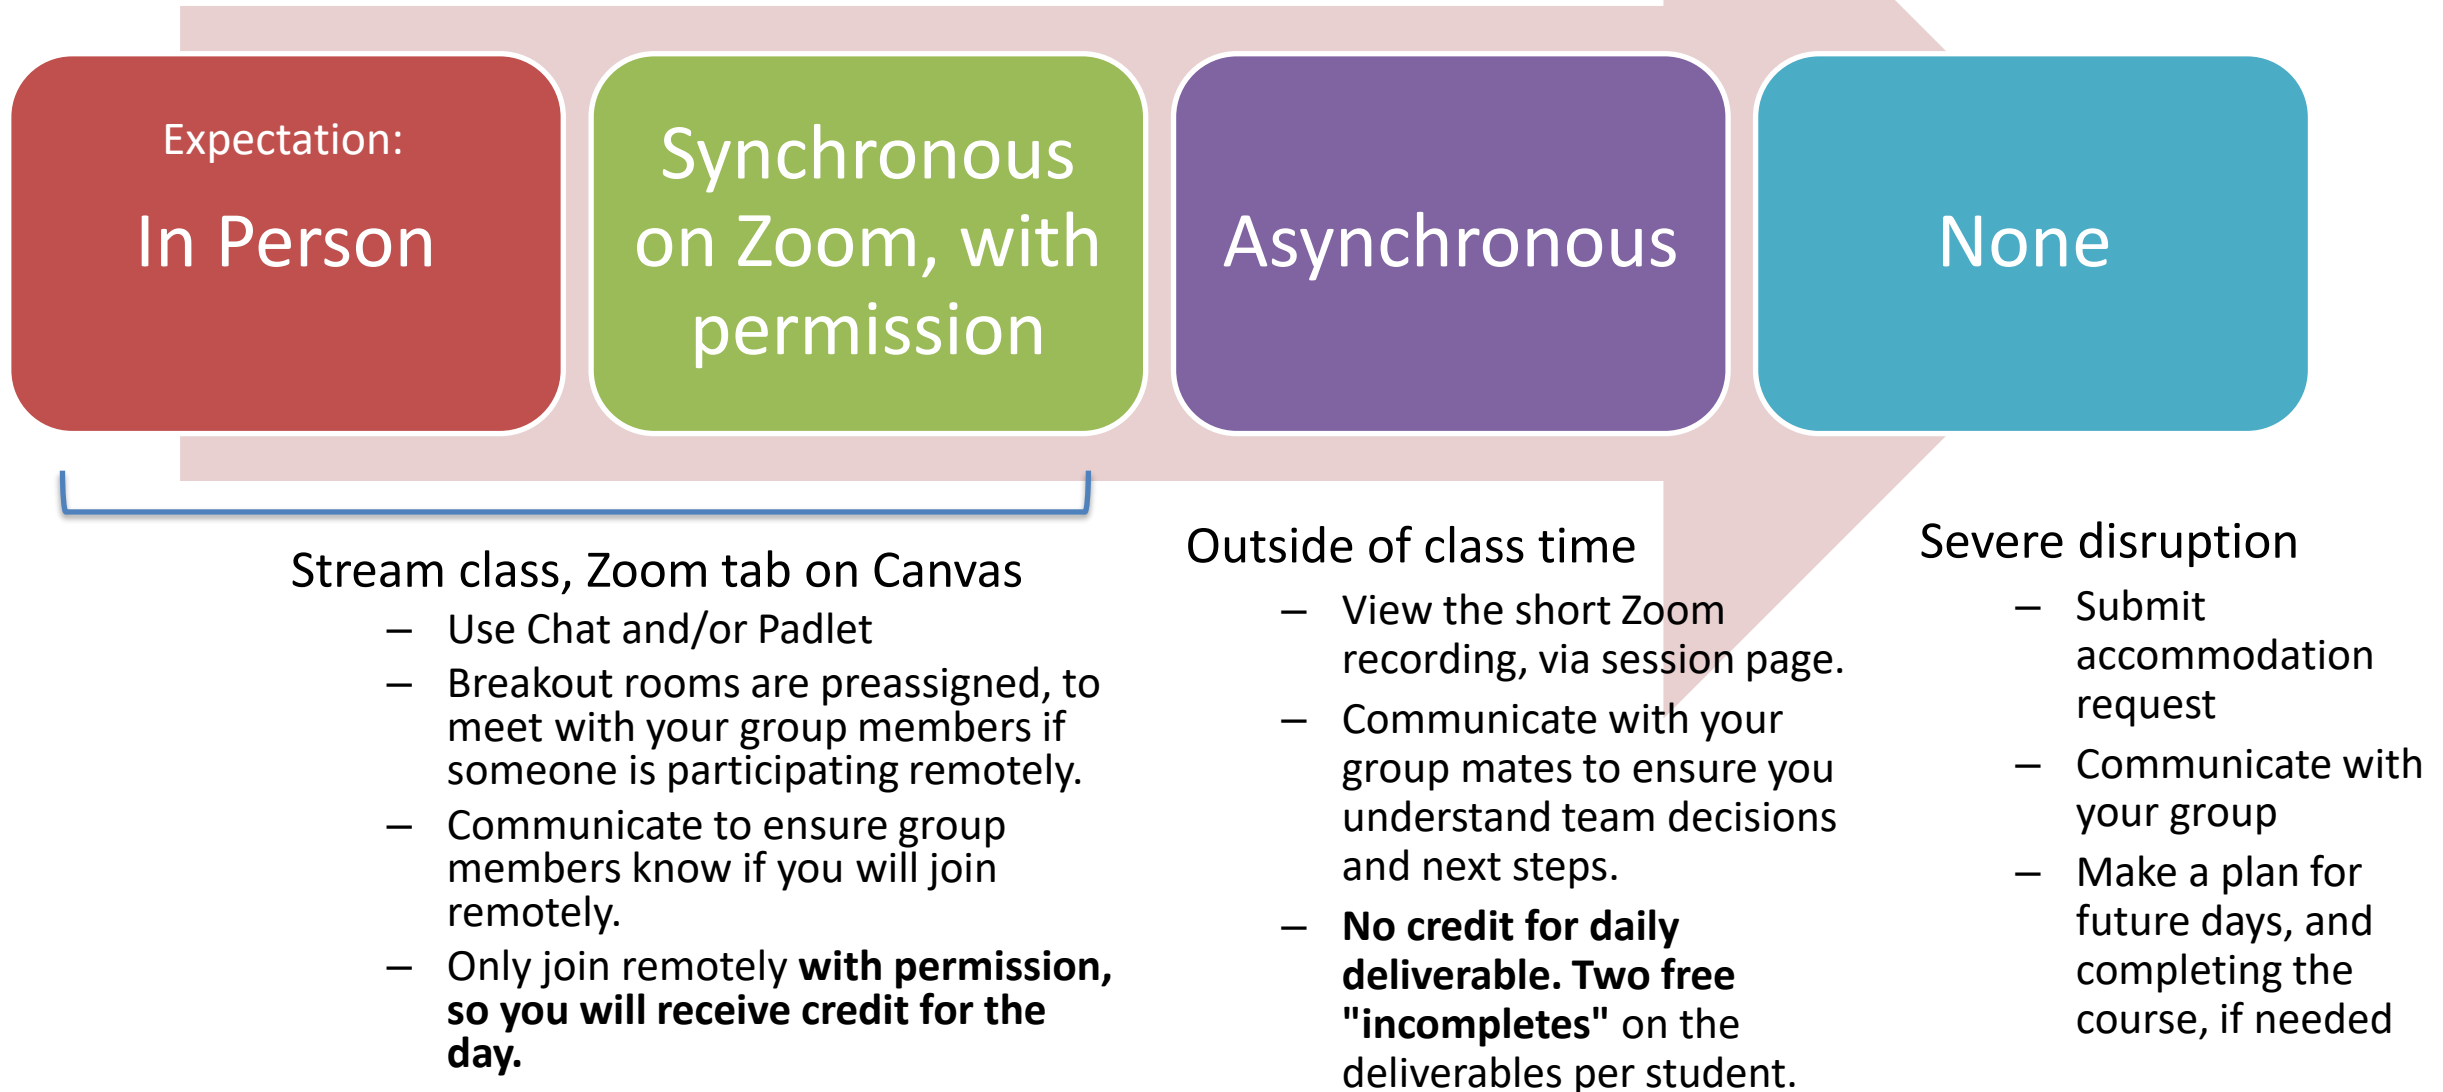 Expectation:
In Person
Synchronous
on Zoom, with
permission
Asynchronous
None
Stream class, Zoom tab on Canvas
– Use Chat and/or Padlet
– Breakout rooms are preassigned, to
meet with your group members if
someone is participating remotely.
– Communicate to ensure group
members know if you will join
remotely.
– Only join remotely with permission,
so you will receive credit for the
day.
Outside of class time
– View the short Zoom
recording, via session page.
– Communicate with your
group mates to ensure you
understand team decisions
and next steps.
– No credit for daily
deliverable. Two free
"incompletes" on the
deliverables per student.
Severe disruption
– Submit
accommodation
request
– Communicate with
your group
– Make a plan for
future days, and
completing the
course, if needed